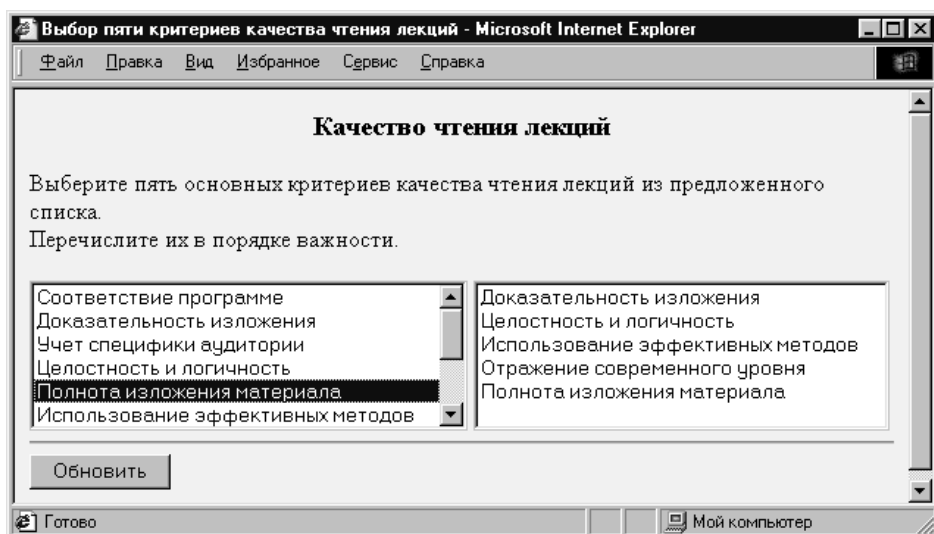 Выбор пяти критериев качества чтения лекций - Microsoft Internet Explorer
Файл Правка Вид Избранное Сервис Справка
Качество чтения лекций
Выберите пять основных критериев качества чтения лекций из предложенного
списка.
Перечислите их в порядке важности.
Соответствие программе
Доказательность изложения
Учет специфики аудитории
Целостность и логичность
Полнота изложения материала
Использование эффективных методов
Доказательность изложения
Целостность и логичность
Использование эффективных методов
Отражение современного уровня
Полнота изложения материала
Обновить
Готово
Мой компьютер